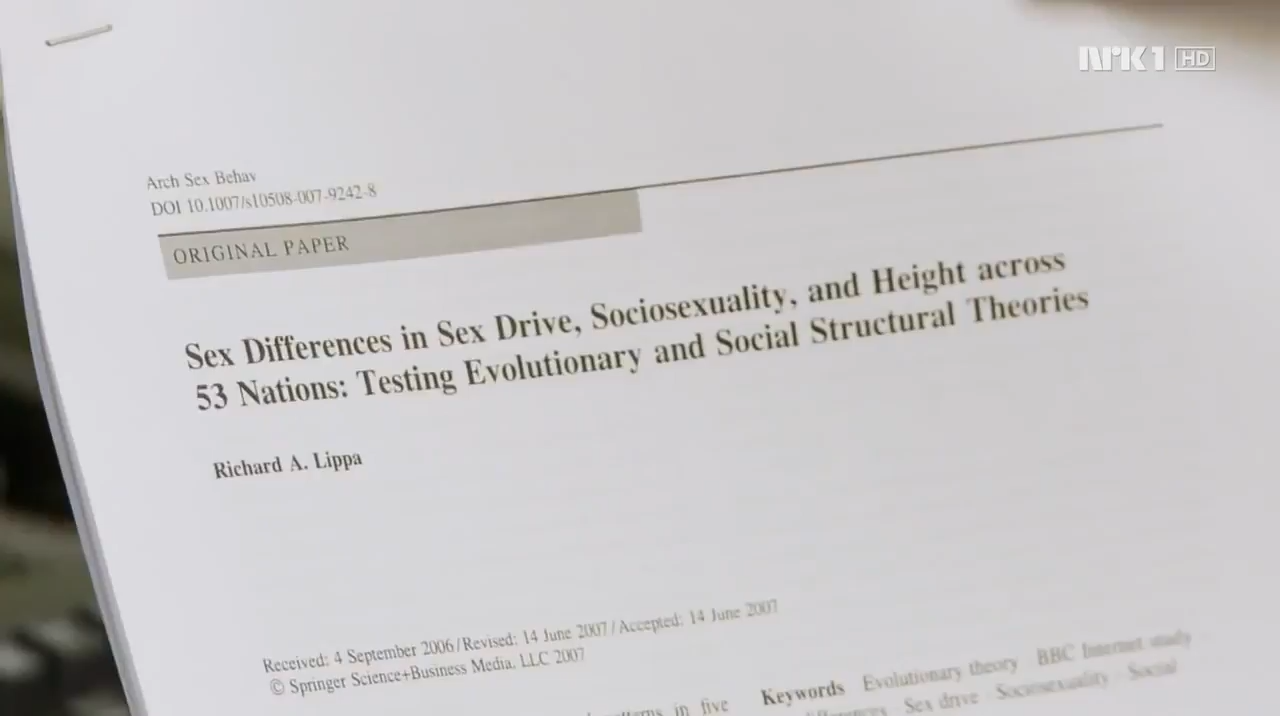 NRK1 HD
Arch Sex Behav
DOI 10.1007/s10508-007-9242-8
ORIGINAL PAPER
Sex Differences in Sex Drive, Sociosexuality, and Height across
53 Nations: Testing Evolutionary and Social Structural Theories
Richard A. Lippa
Received: 4 September 2006 / Revised: 14 June 2007 / Accepted: 14 June 2007
© Springer Science+Business Media, LLC 2007
in five
Keywords Evolutionary theory · BBC Internet study
Sex drive · Sociosexuality · Social